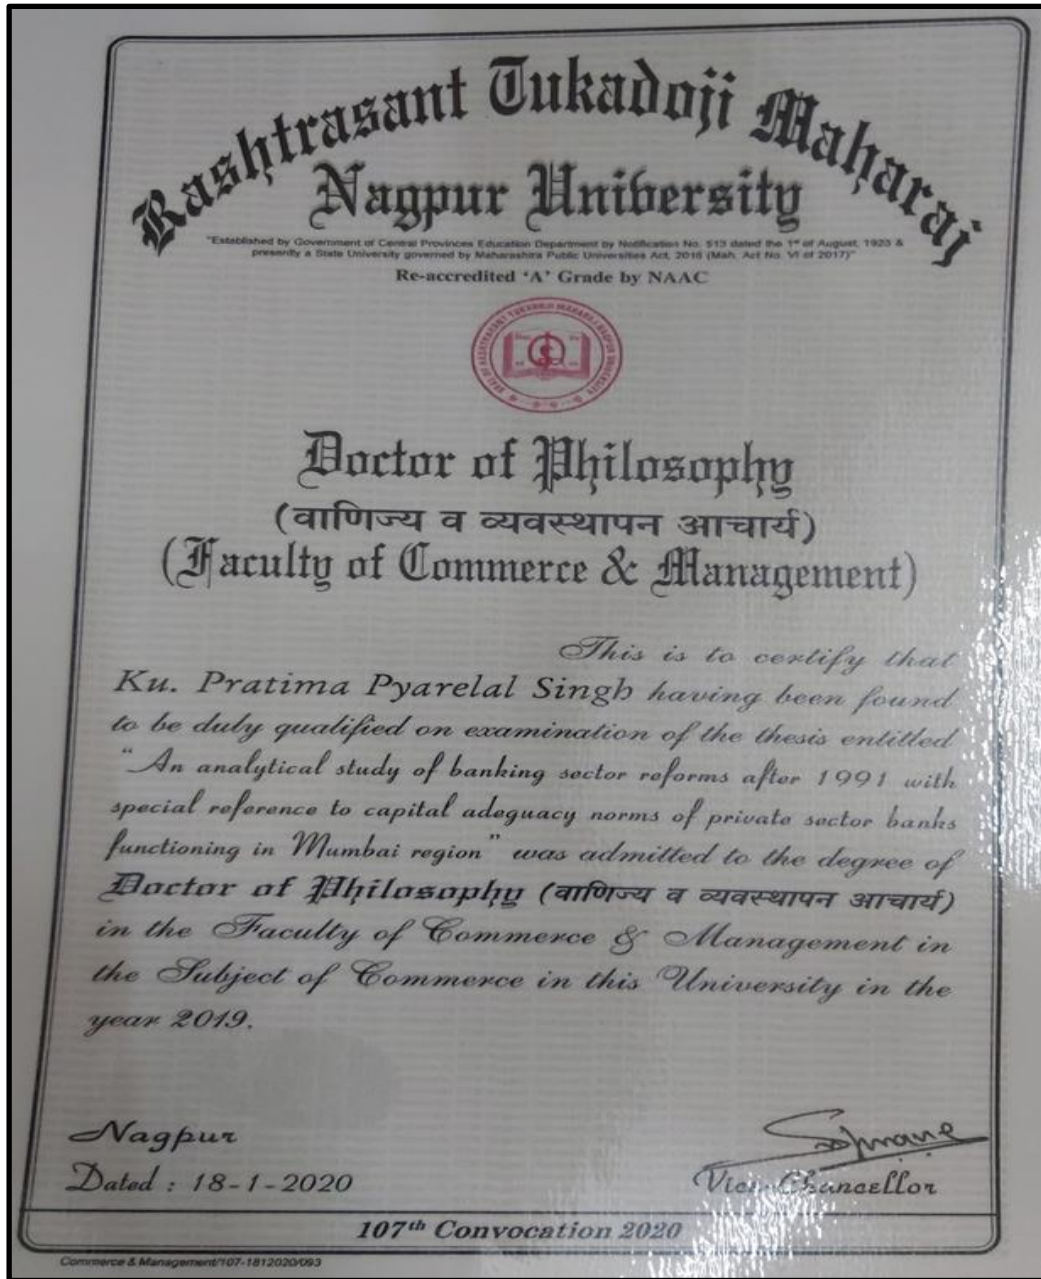 Rashtrasant Tukadoji Maharaj
Nagpur University
"Established by Government of Central Provinces Education Department by Notification No. 513 dated the 1st of August, 1923 &
presently a State University governed by Maharashtra Public Universities Act, 2016 (Mah. Act No. VI of 2017)"
Re-accredited 'A' Grade by NAAC
SEAL OF RASHTRASANT TUKADOJI MAHARAJ NAGPUR UNIVERSITY
Doctor of Philosophy
(वाणिज्य व व्यवस्थापन आचार्य)
(Faculty of Commerce & Management)
This is to certify that
Ku. Pratima Pyarelal Singh having been found
to be duly qualified on examination of the thesis entitled
"An analytical study of banking sector reforms after 1991 with
special reference to capital adequacy norms of private sector banks
functioning in Mumbai region" was admitted to the degree of
Doctor of Philosophy (वाणिज्य व व्यवस्थापन आचार्य)
in the Faculty of Commerce & Management in
the Subject of Commerce in this University in the
year 2019.
Nagpur
Dated : 18-1-2020
Vice-Chancellor
107th Convocation 2020
Commerce & Management/107-1812020/093